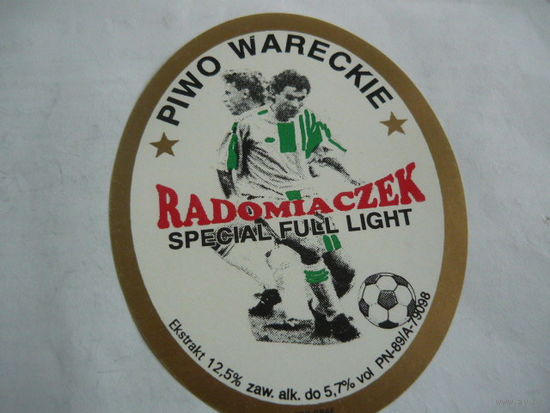 PIWO WARECKIE
RADOMIACZEK
SPECIAL FULL LIGHT
Ekstrakt 12,5% zaw. alk. do 5,7% vol PN-89/A-79098